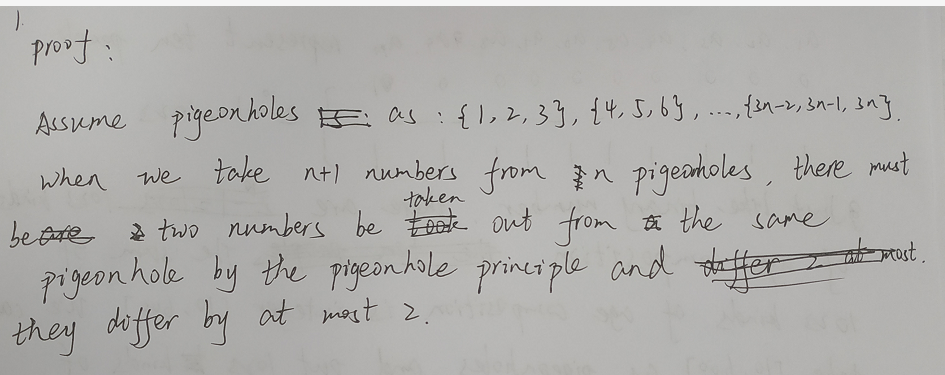 1.
proof :
Assume pigeonholes as : {1, 2, 3}, {4, 5, 6}, ..., {3n-2, 3n-1, 3n}.
when we take n+1 numbers from n pigeonholes, there must
be two numbers be taken out from the same
pigeonhole by the pigeonhole principle and
they differ by at most 2.